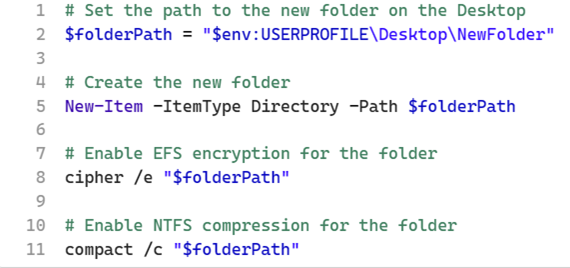 1 # Set the path to the new folder on the Desktop
2 $folderPath = "$env:USERPROFILE\Desktop\NewFolder"
3
4 # Create the new folder
5 New-Item -ItemType Directory -Path $folderPath
6
7 # Enable EFS encryption for the folder
8 cipher /e "$folderPath"
9
10 # Enable NTFS compression for the folder
11 compact /c "$folderPath"